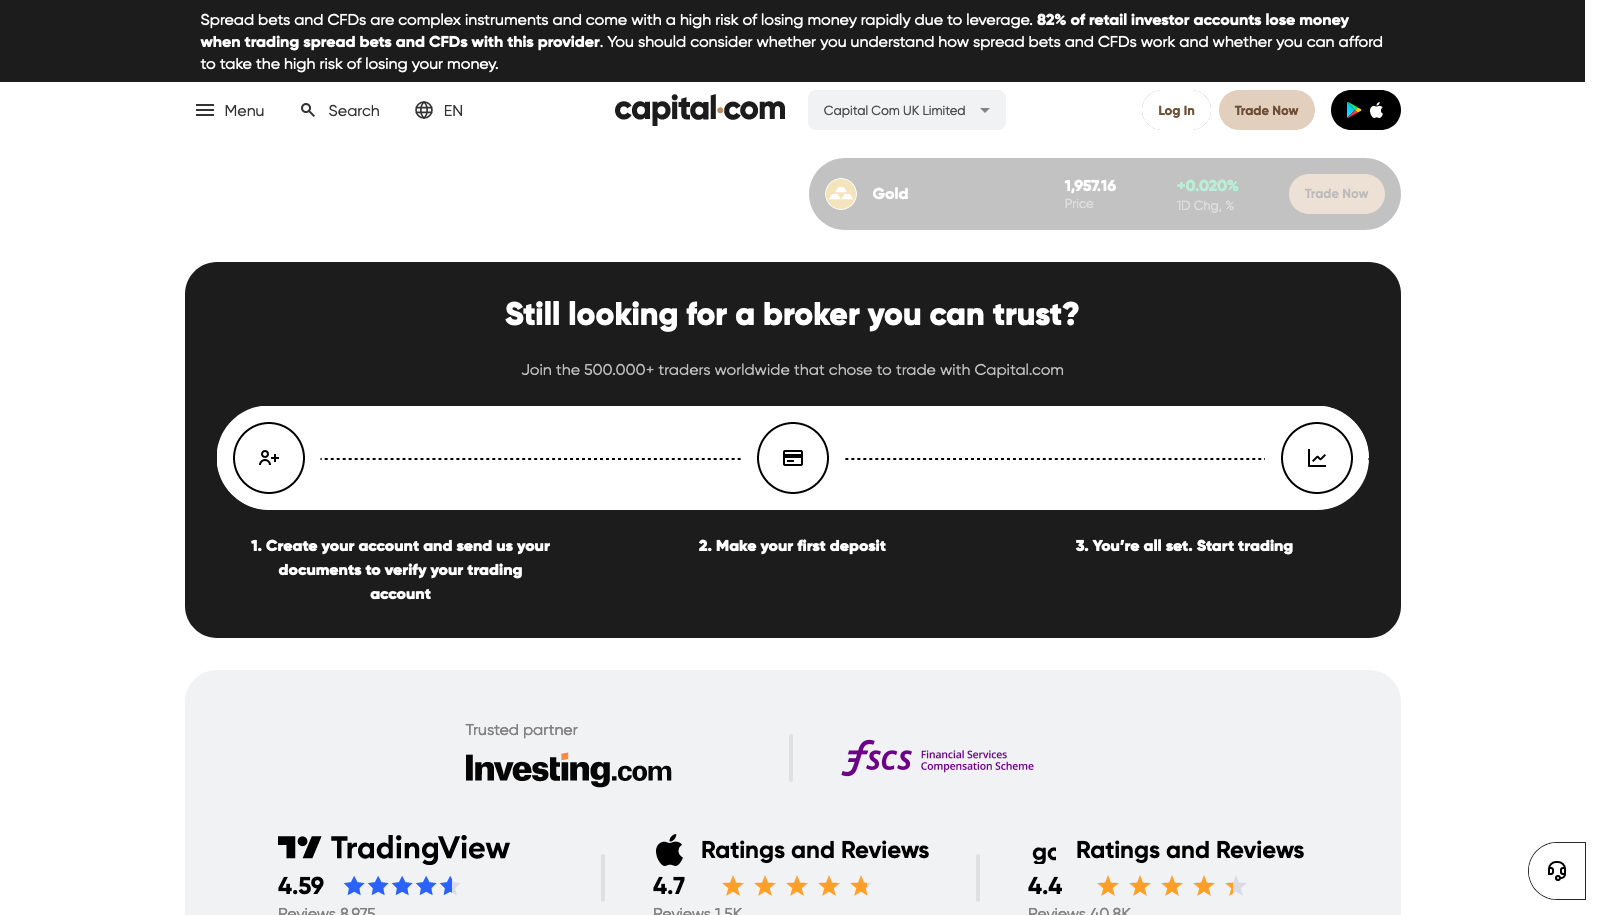 Spread bets and CFDs are complex instruments and come with a high risk of losing money rapidly due to leverage. 82% of retail investor accounts lose money
when trading spread bets and CFDs with this provider. You should consider whether you understand how spread bets and CFDs work and whether you can afford
to take the high risk of losing your money.
Menu Search EN capital.com Capital Com UK Limited Log In Trade Now
Gold 1,957.16 +0.020% Trade Now
Price 1D Chg, %
Still looking for a broker you can trust?
Join the 500.000+ traders worldwide that chose to trade with Capital.com
1. Create your account and send us your
documents to verify your trading
account
2. Make your first deposit
3. You're all set. Start trading
Trusted partner
Investing.com
fscs Financial Services
Compensation Scheme
TradingView
4.59
Reviews 8,975
Ratings and Reviews
4.7
Reviews 1.5K
Ratings and Reviews
4.4
Reviews 40.8K